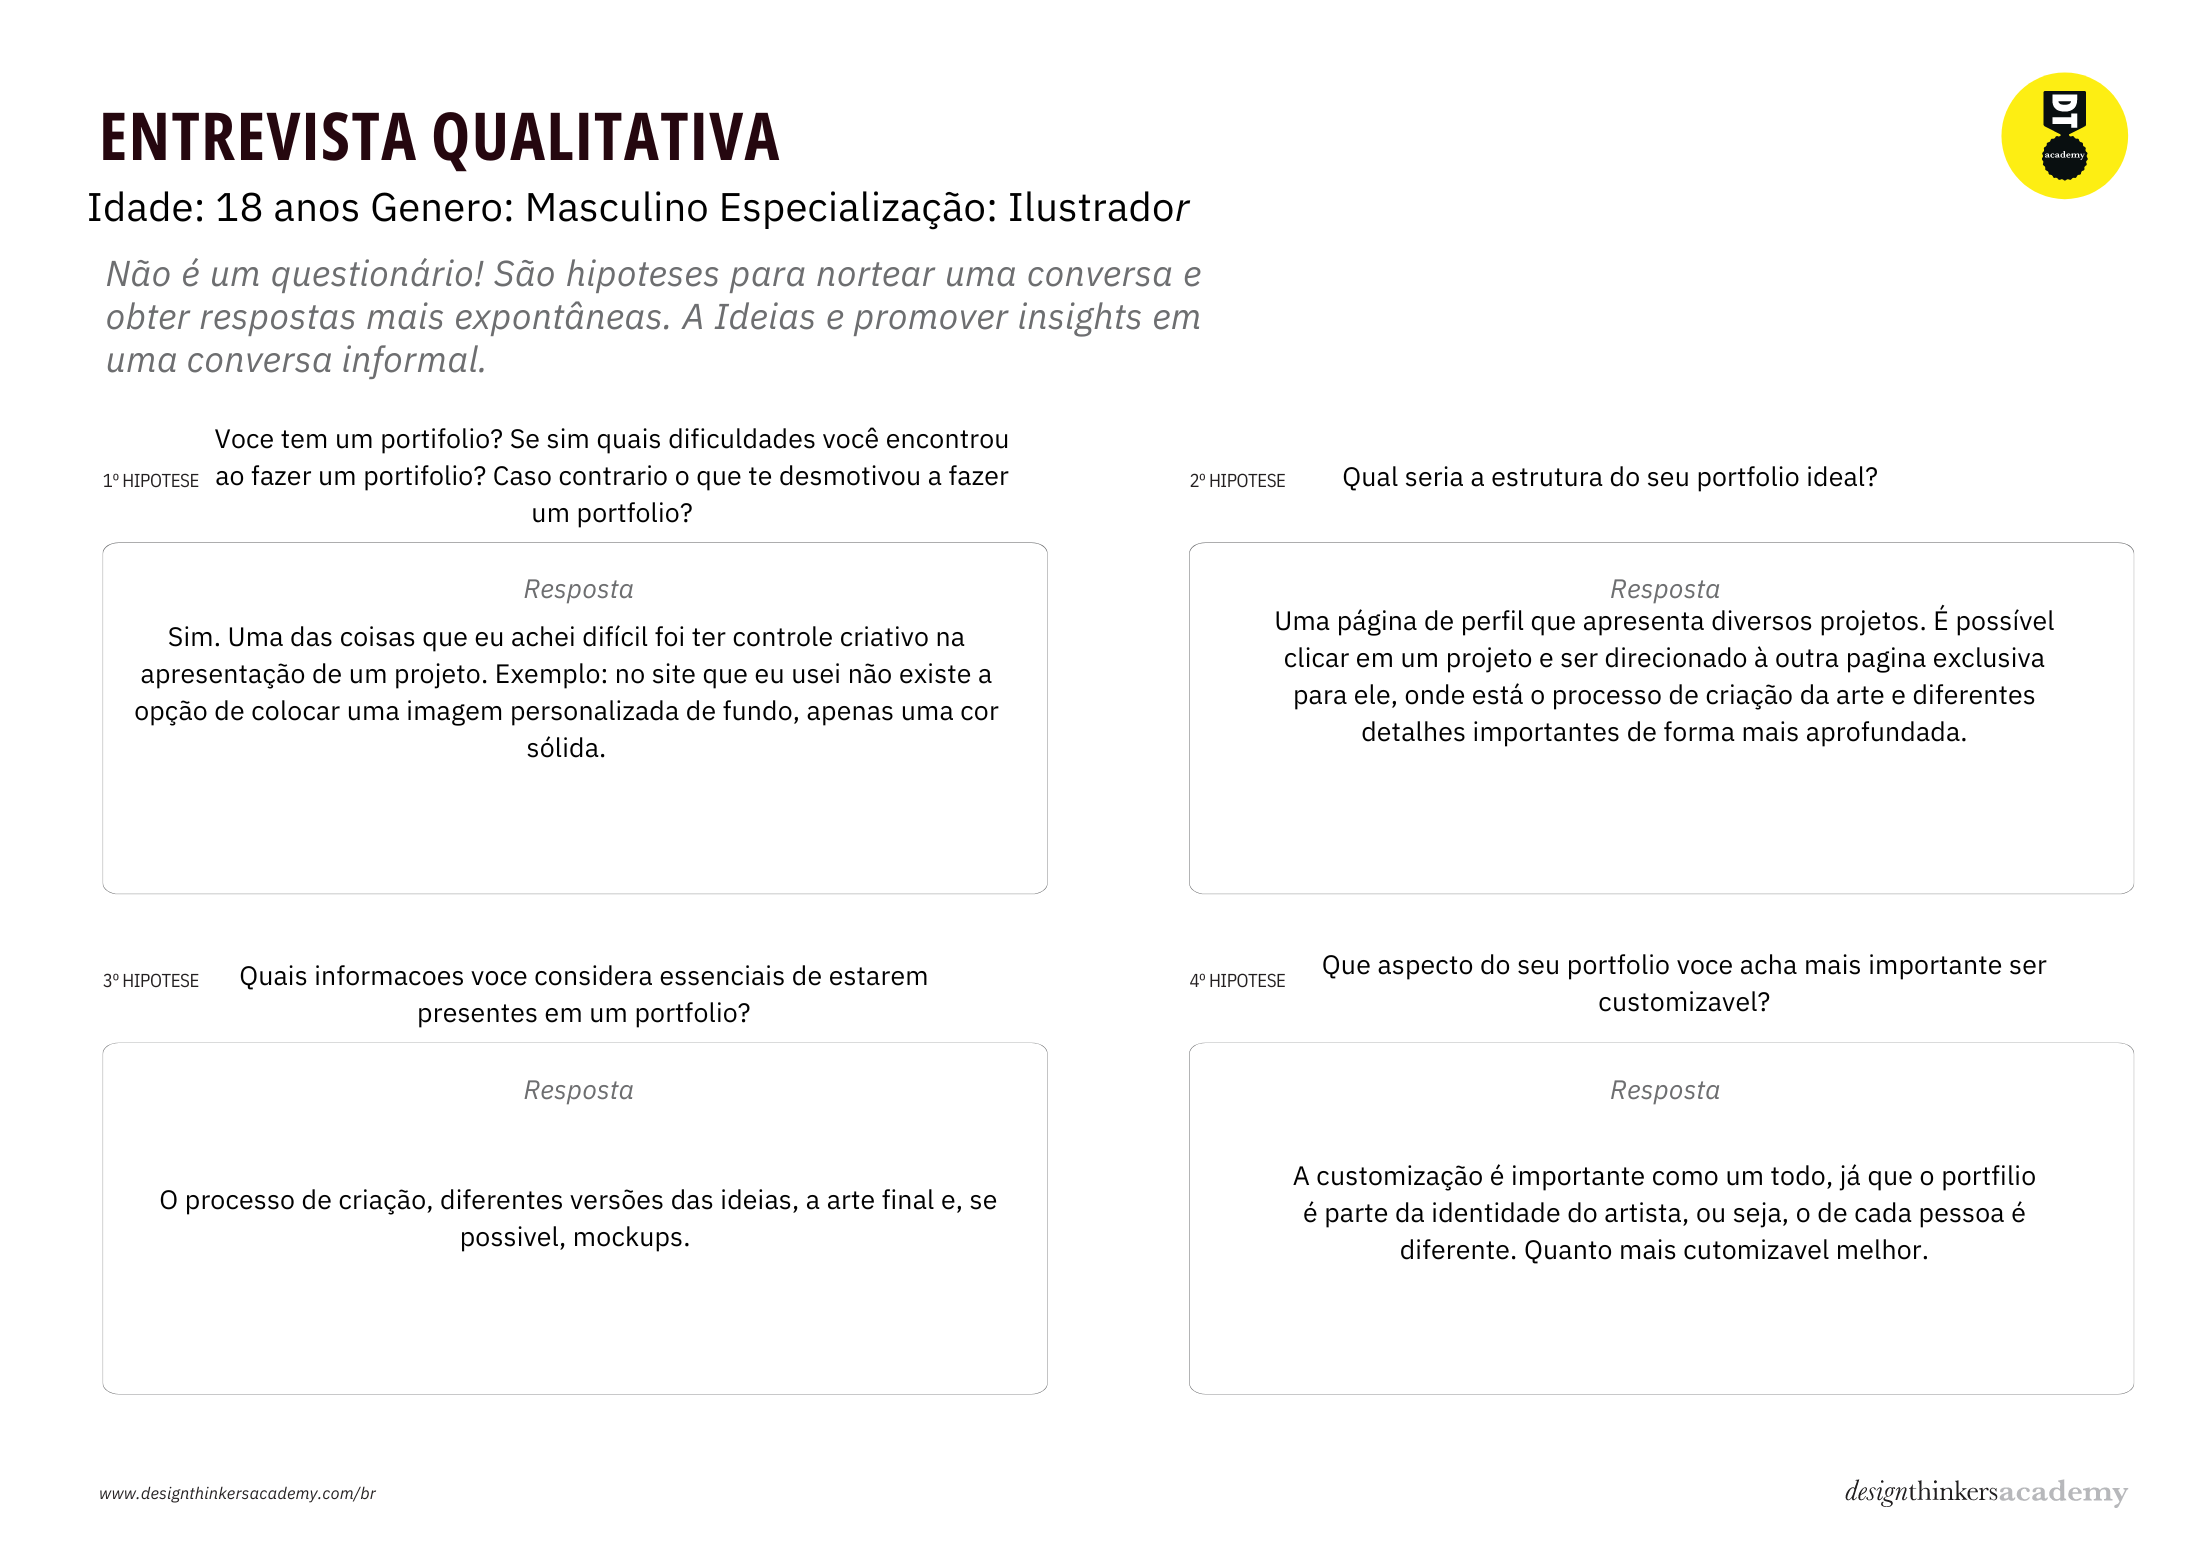 ENTREVISTA QUALITATIVA
DT
academy
Idade: 18 anos Genero: Masculino Especialização: Ilustrador
Não é um questionário! São hipoteses para nortear uma conversa e
obter respostas mais expontâneas. A Ideias e promover insights em
uma conversa informal.
1º HIPOTESE
Voce tem um portifolio? Se sim quais dificuldades você encontrou
ao fazer um portifolio? Caso contrario o que te desmotivou a fazer
um portfolio?
Resposta
Sim. Uma das coisas que eu achei difícil foi ter controle criativo na
apresentação de um projeto. Exemplo: no site que eu usei não existe a
opção de colocar uma imagem personalizada de fundo, apenas uma cor
sólida.
2º HIPOTESE
Qual seria a estrutura do seu portfolio ideal?
Resposta
Uma página de perfil que apresenta diversos projetos. É possível
clicar em um projeto e ser direcionado à outra pagina exclusiva
para ele, onde está o processo de criação da arte e diferentes
detalhes importantes de forma mais aprofundada.
3º HIPOTESE
Quais informacoes voce considera essenciais de estarem
presentes em um portfolio?
Resposta
O processo de criação, diferentes versões das ideias, a arte final e, se
possivel, mockups.
4º HIPOTESE
Que aspecto do seu portfolio voce acha mais importante ser
customizavel?
Resposta
A customização é importante como um todo, já que o portfilio
é parte da identidade do artista, ou seja, o de cada pessoa é
diferente. Quanto mais cutomizavel melhor.
www.designthinkersacademy.com/br
designthinkersacademy